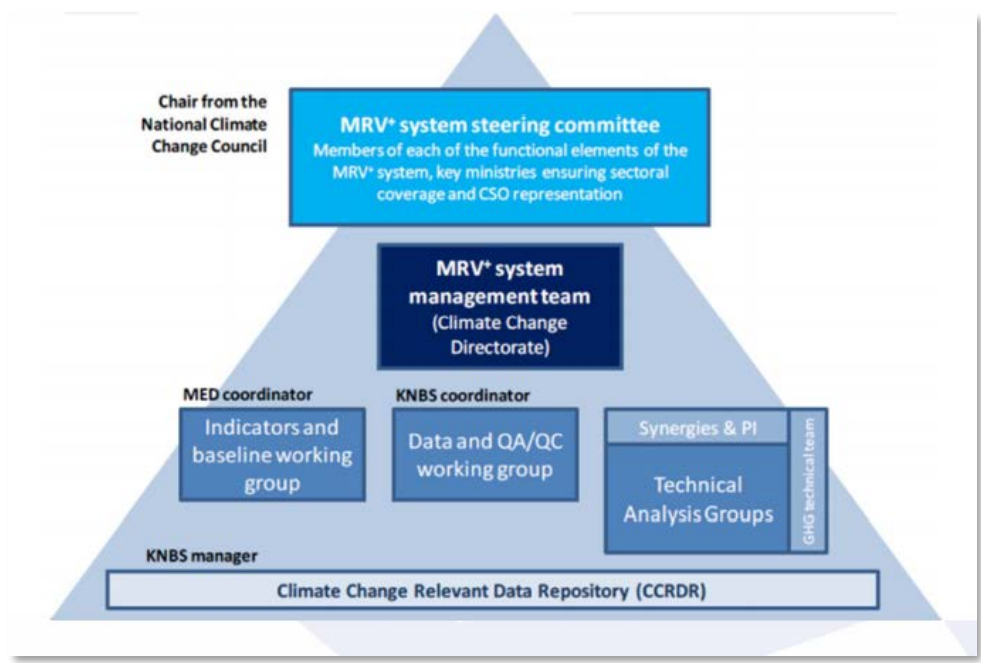 Chair from the
National Climate
Change Council
MRV⁺ system steering committee
Members of each of the functional elements of the
MRV⁺ system, key ministries ensuring sectoral
coverage and CSO representation
MRV⁺ system
management team
(Climate Change
Directorate)
MED coordinator
Indicators and
baseline working
group
KNBS coordinator
Data and QA/QC
working group
Synergies & PI
Technical
Analysis Groups
GHG technical team
KNBS manager
Climate Change Relevant Data Repository (CCRDR)